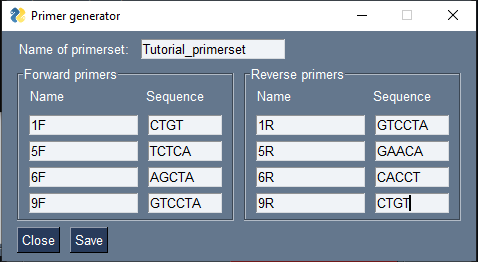 Primer generator
Name of primerset: Tutorial_primerset
Forward primers Reverse primers
Name Sequence Name Sequence
1F CTGT 1R GTCCTA
5F TCTCA 5R GAACA
6F AGCTA 6R CACCT
9F GTCCTA 9R CTGT
Close Save